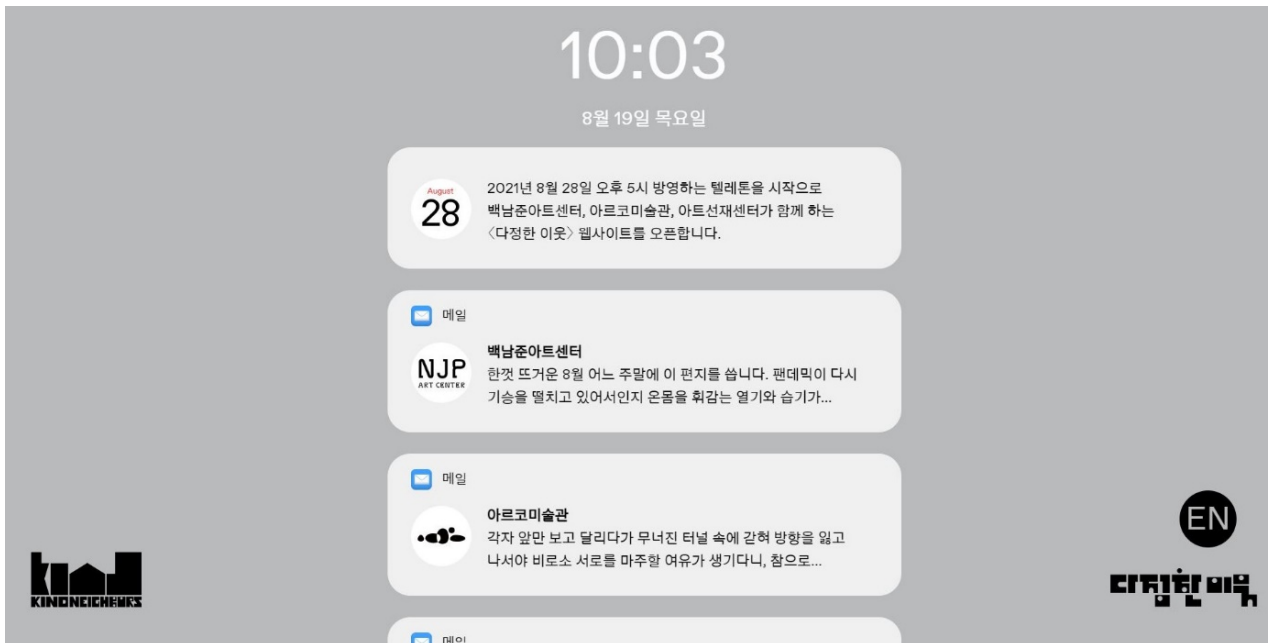 10:03
8월 19일 목요일
August
28
2021년 8월 28일 오후 5시 방영하는 텔레톤을 시작으로
백남준아트센터, 아르코미술관, 아트선재센터가 함께 하는
〈다정한 이웃〉 웹사이트를 오픈합니다.
메일
NJP
ART CENTER
백남준아트센터
한껏 뜨거운 8월 어느 주말에 이 편지를 씁니다. 팬데믹이 다시
기승을 떨치고 있어서인지 온몸을 휘감는 열기와 습기가...
메일
아르코미술관
각자 앞만 보고 달리다가 무너진 터널 속에 갇혀 방향을 잃고
나서야 비로소 서로를 마주할 여유가 생기다니, 참으로...
메일
KIND
KINDNEIGHBORS
EN
다정한 이웃